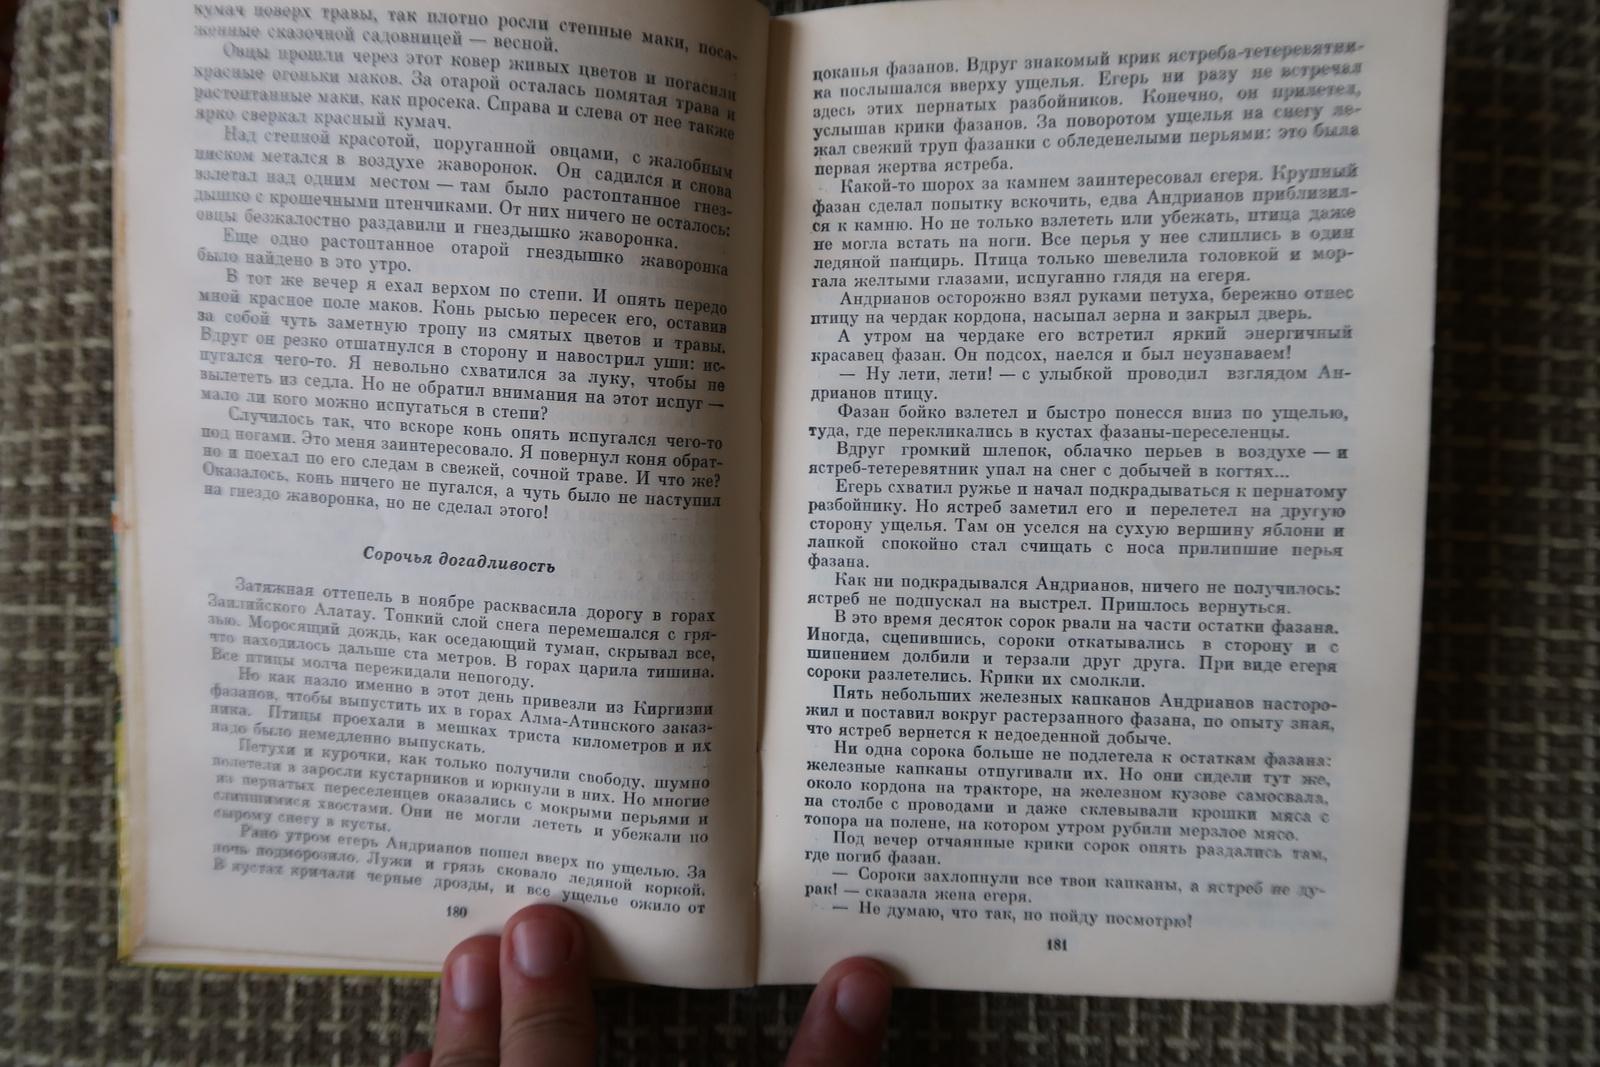 кумач поверх травы, так плотно росли степные маки, поса-
женные сказочной садовницей — весной.
Овцы прошли через этот ковер живых цветов и погасили
красные огоньки маков. За отарой осталась помятая трава и
растоптанные маки, как просека. Справа и слева от нее также
ярко сверкал красный кумач.
Над степной красотой, поруганной овцами, с жалобным
писком метался в воздухе жаворонок. Он садился и снова
взлетал над одним местом — там было растоптанное гнез-
дышко с крошечными птенчиками. От них ничего не осталось:
овцы безжалостно раздавили и гнездышко жаворонка.
Еще одно растоптанное отарой гнездышко жаворонка
было найдено в это утро.
В тот же вечер я ехал верхом по степи. И опять передо
мной красное поле маков. Конь рысью пересек его, оставив
за собой чуть заметную тропу из смятых цветов и травы.
Вдруг он резко отшатнулся в сторону и навострил уши: ис-
пугался чего-то. Я невольно схватился за луку, чтобы не
вылететь из седла. Но не обратил внимания на этот испуг —
мало ли кого можно испугаться в степи?
Случилось так, что вскоре конь опять испугался чего-то
под ногами. Это меня заинтересовало. Я повернул коня обрат-
но и поехал по его следам в свежей, сочной траве. И что же?
Оказалось, конь ничего не пугался, а чуть было не наступил
на гнездо жаворонка, но не сделал этого!
Сорочья догадливость
Затяжная оттепель в ноябре расквасила дорогу в горах
Заилийского Алатау. Тонкий слой снега перемешался с гря-
зью. Моросящий дождь, как оседающий туман, скрывал все,
что находилось дальше ста метров. В горах царила тишина.
Все птицы молча пережидали непогоду.
Но как назло именно в этот день привезли из Киргизии
фазанов, чтобы выпустить их в горах Алма-Атинского заказ-
ника. Птицы проехали в мешках триста километров и их
надо было немедленно выпускать.
Петухи и курочки, как только получили свободу, шумно
полетели в заросли кустарников и юркнули в них. Но многие
из пернатых переселенцев оказались с мокрыми перьями и
слипшимися хвостами. Они не могли лететь и убежали по
сырому снегу в кусты.
Рано утром егерь Андрианов пошел вверх по ущелью. За
ночь подморозило. Лужи и грязь сковало ледяной коркой.
В кустах кричали черные дрозды, и все ущелье ожило от
180
цоканья фазанов. Вдруг знакомый крик ястреба-тетеревятни-
ка послышался вверху ущелья. Егерь ни разу не встречал
здесь этих пернатых разбойников. Конечно, он прилетел,
услышав крики фазанов. За поворотом ущелья на снегу ле-
жал свежий труп фазанки с обледенелыми перьями: это была
первая жертва ястреба.
Какой-то шорох за камнем заинтересовал егеря. Крупный
фазан сделал попытку вскочить, едва Андрианов приблизил-
ся к камню. Но не только взлететь или убежать, птица даже
не могла встать на ноги. Все перья у нее слиплись в один
ледяной панцирь. Птица только шевелила головкой и мор-
гала желтыми глазами, испуганно глядя на егеря.
Андрианов осторожно взял руками петуха, бережно отнес
птицу на чердак кордона, насыпал зерна и закрыл дверь.
А утром на чердаке его встретил яркий энергичный
красавец фазан. Он подсох, наелся и был неузнаваем!
— Ну лети, лети! — с улыбкой проводил взглядом Ан-
дрианов птицу.
Фазан бойко взлетел и быстро понесся вниз по ущелью,
туда, где перекликались в кустах фазаны-переселенцы.
Вдруг громкий шлепок, облачко перьев в воздухе — и
ястреб-тетеревятник упал на снег с добычей в когтях...
Егерь схватил ружье и начал подкрадываться к пернатому
разбойнику. Но ястреб заметил его и перелетел на другую
сторону ущелья. Там он уселся на сухую вершину яблони и
лапкой спокойно стал счищать с носа прилипшие перья
фазана.
Как ни подкрадывался Андрианов, ничего не получилось:
ястреб не подпускал на выстрел. Пришлось вернуться.
В это время десяток сорок рвали на части остатки фазана.
Иногда, сцепившись, сороки откатывались в сторону и с
шипением долбили и терзали друг друга. При виде егеря
сороки разлетелись. Крики их смолкли.
Пять небольших железных капканов Андрианов насторо-
жил и поставил вокруг растерзанного фазана, по опыту зная,
что ястреб вернется к недоеденной добыче.
Ни одна сорока больше не подлетела к остаткам фазана:
железные капканы отпугивали их. Но они сидели тут же,
около кордона на тракторе, на железном кузове самосвала,
на столбе с проводами и даже склевывали крошки мяса с
топора на полене, на котором утром рубили мерзлое мясо.
Под вечер отчаянные крики сорок опять раздались там,
где погиб фазан.
— Сороки захлопнули все твои капканы, а ястреб не ду-
рак! — сказала жена егеря.
— Не думаю, что так, но пойду посмотрю!
181